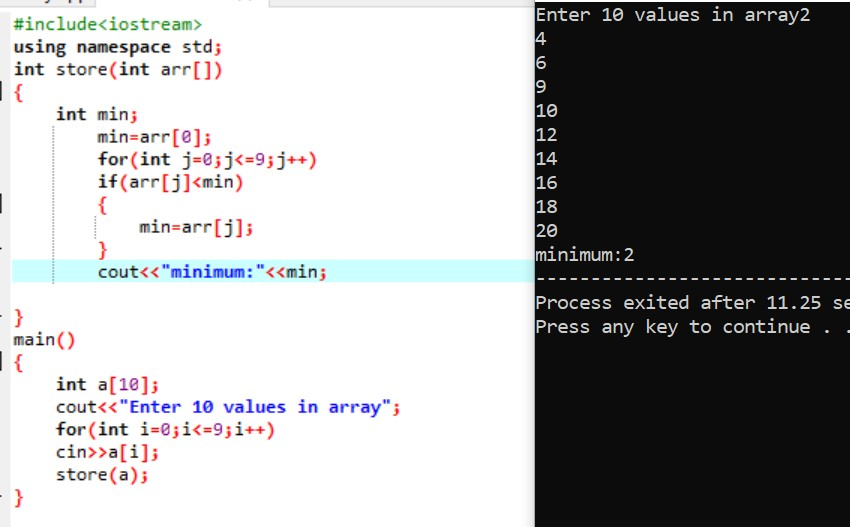 #include<iostream>
using namespace std;
int store(int arr[])
{
    int min;
        min=arr[0];
        for(int j=0;j<=9;j++)
        if(arr[j]<min)
        {
            min=arr[j];
        }
        cout<<"minimum:"<<min;
}
main()
{
    int a[10];
    cout<<"Enter 10 values in array";
    for(int i=0;i<=9;i++)
    cin>>a[i];
    store(a);
}
Enter 10 values in array2
4
6
9
10
12
14
16
18
20
minimum:2
-----------------------------
Process exited after 11.25 se
Press any key to continue . .